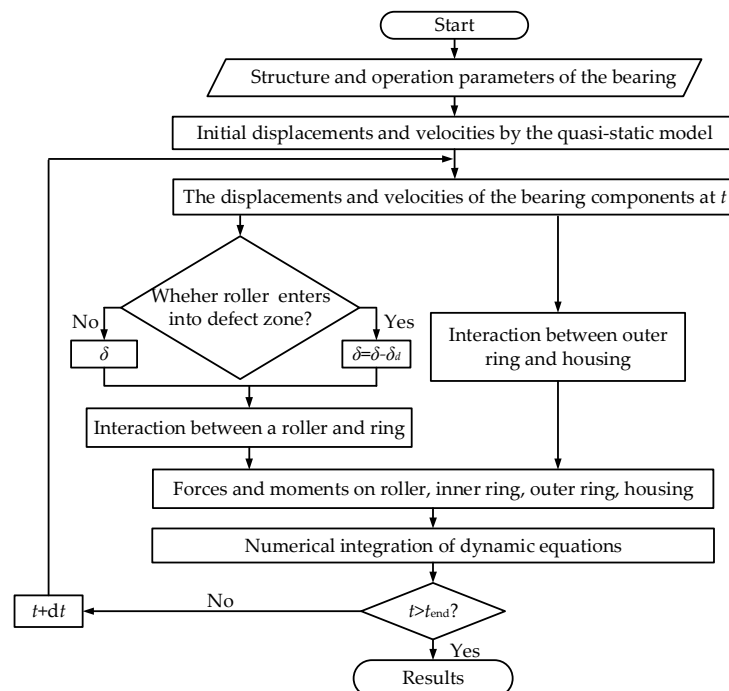 Start
Structure and operation parameters of the bearing
Initial displacements and velocities by the quasi-static model
The displacements and velocities of the bearing components at t
Wheher roller enters
into defect zone?
No
Yes
δ
δ=δ-δd
Interaction between outer
ring and housing
Interaction between a roller and ring
Forces and moments on roller, inner ring, outer ring, housing
Numerical integration of dynamic equations
t+dt
No
t>tend?
Yes
Results